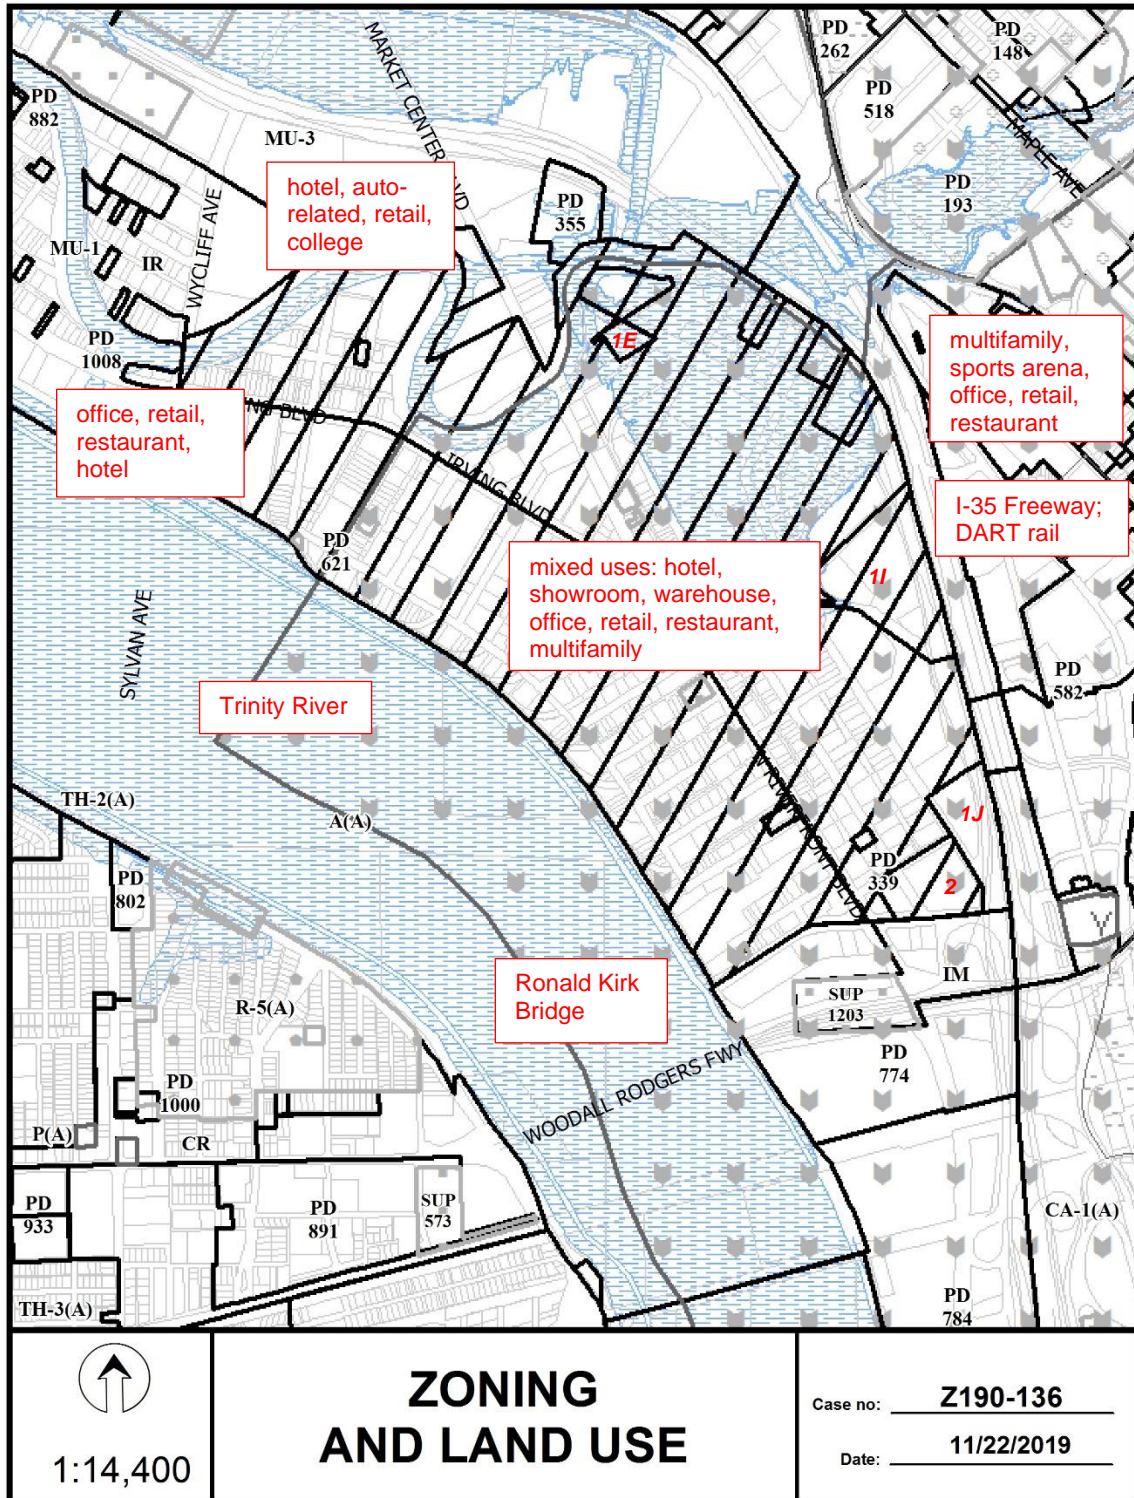 PD
262
PD
148
PD
518
MARKET CENTER BLVD
PD
882
MU-3
MAPLE AVE
hotel, auto-
related, retail,
college
PD
355
PD
193
WYCLIFF AVE
MU-1
IR
PD
1008
1E
multifamily,
sports arena,
office, retail,
restaurant
office, retail,
restaurant,
hotel
NG BLVD
IRVING BLVD
I-35 Freeway;
DART rail
PD
621
mixed uses: hotel,
showroom, warehouse,
office, retail, restaurant,
multifamily
1I
SYLVAN AVE
PD
582
Trinity River
TH-2(A)
A(A)
1J
PD
802
PD
339
2
R-5(A)
Ronald Kirk
Bridge
IM
SUP
1203
PD
774
WOODALL RODGERS FWY
PD
1000
P(A)
CR
PD
933
PD
891
SUP
573
CA-1(A)
TH-3(A)
PD
784
1:14,400
ZONING
AND LAND USE
Case no: Z190-136
Date: 11/22/2019